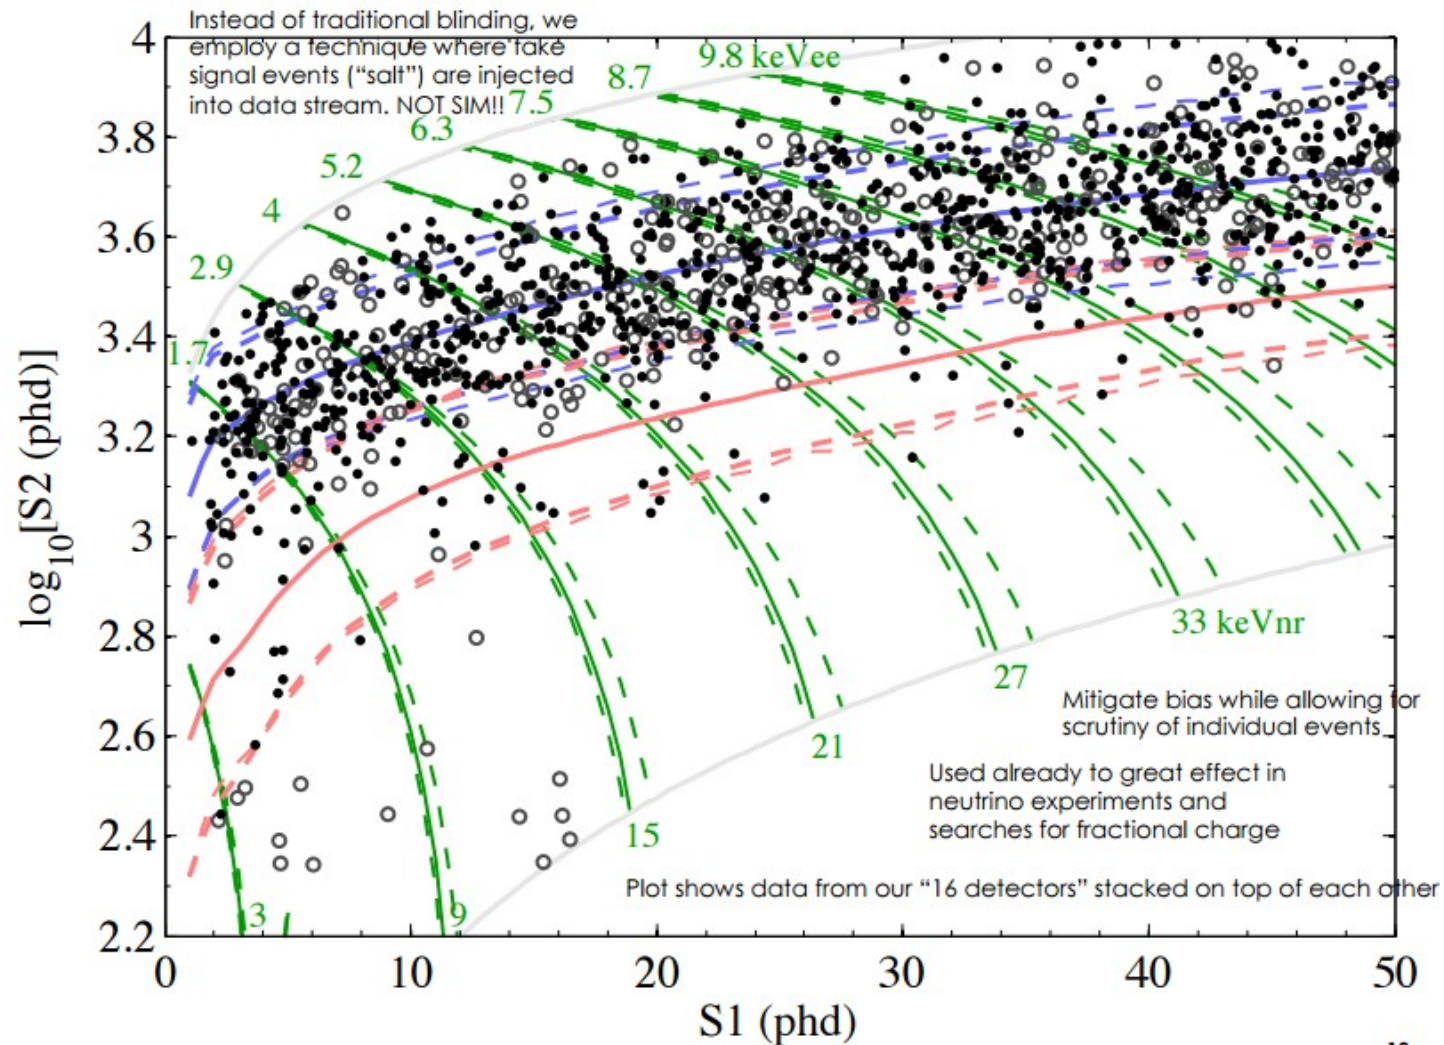 Instead of traditional blinding, we
employ a technique where fake
signal events ("salt") are injected
into data stream. NOT SIM!!
9.8 keVee
8.7
7.5
6.3
5.2
4
2.9
1.7
4
3.8
3.6
3.4
3.2
3
2.8
2.6
2.4
2.2
log10[S2 (phd)]
33 keVnr
27
21
15
9
3
Mitigate bias while allowing for
scrutiny of individual events
Used already to great effect in
neutrino experiments and
searches for fractional charge
Plot shows data from our "16 detectors" stacked on top of each other
0 10 20 30 40 50
S1 (phd)